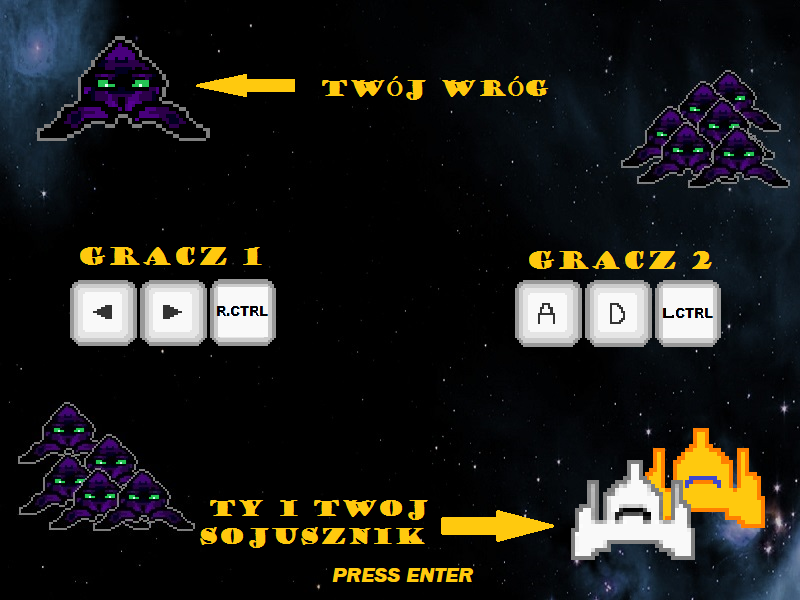 TWÓJ WRÓG
GRACZ 1
R.CTRL
GRACZ 2
A D L.CTRL
TY I TWOJ
SOJUSZNIK
PRESS ENTER